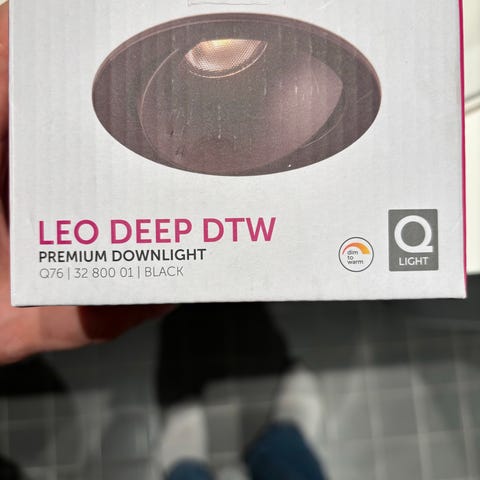 LEO DEEP DTW
PREMIUM DOWNLIGHT
Q76 | 32 800 01 | BLACK
dim
to
warm
Q
LIGHT